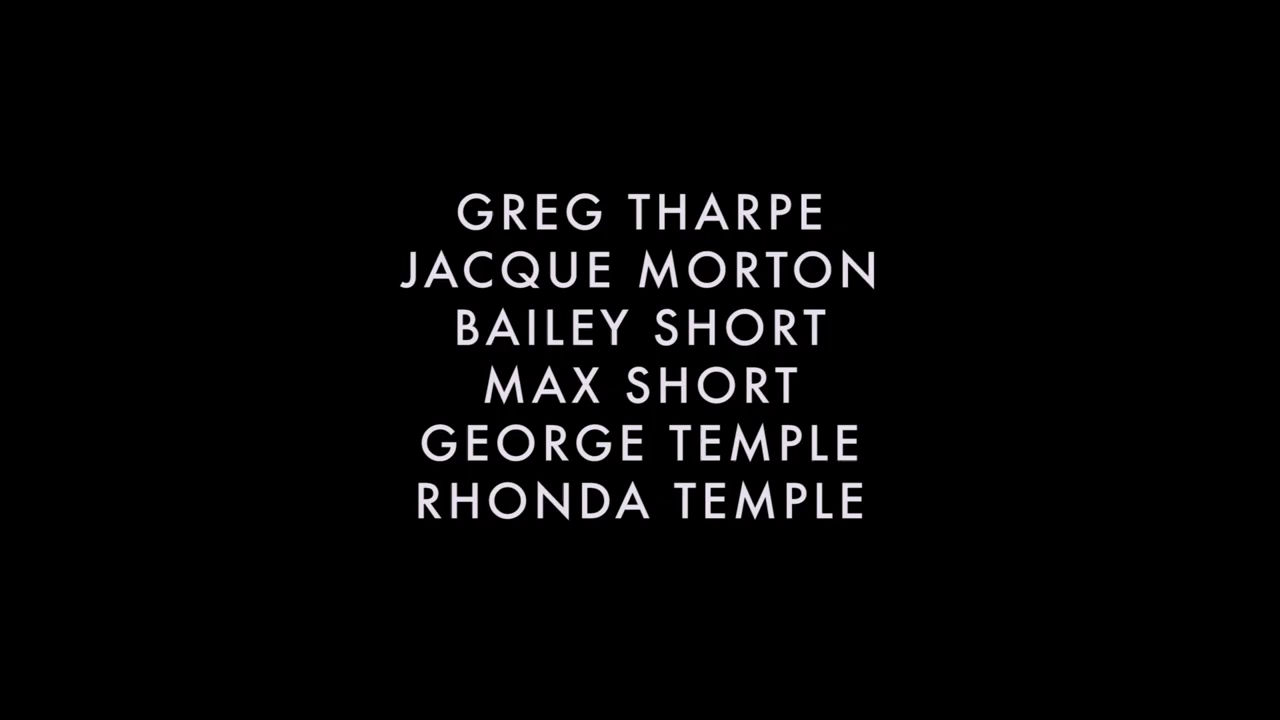 GREG THARPE
JACQUE MORTON
BAILEY SHORT
MAX SHORT
GEORGE TEMPLE
RHONDA TEMPLE